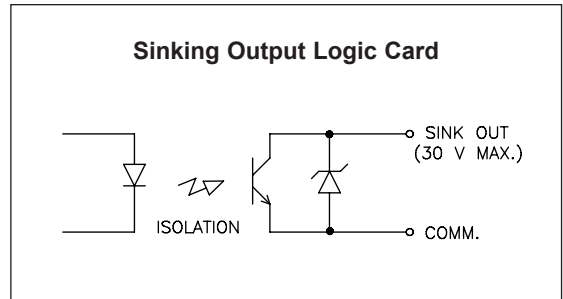 Sinking Output Logic Card
SINK OUT
(30 V MAX.)
ISOLATION
COMM.